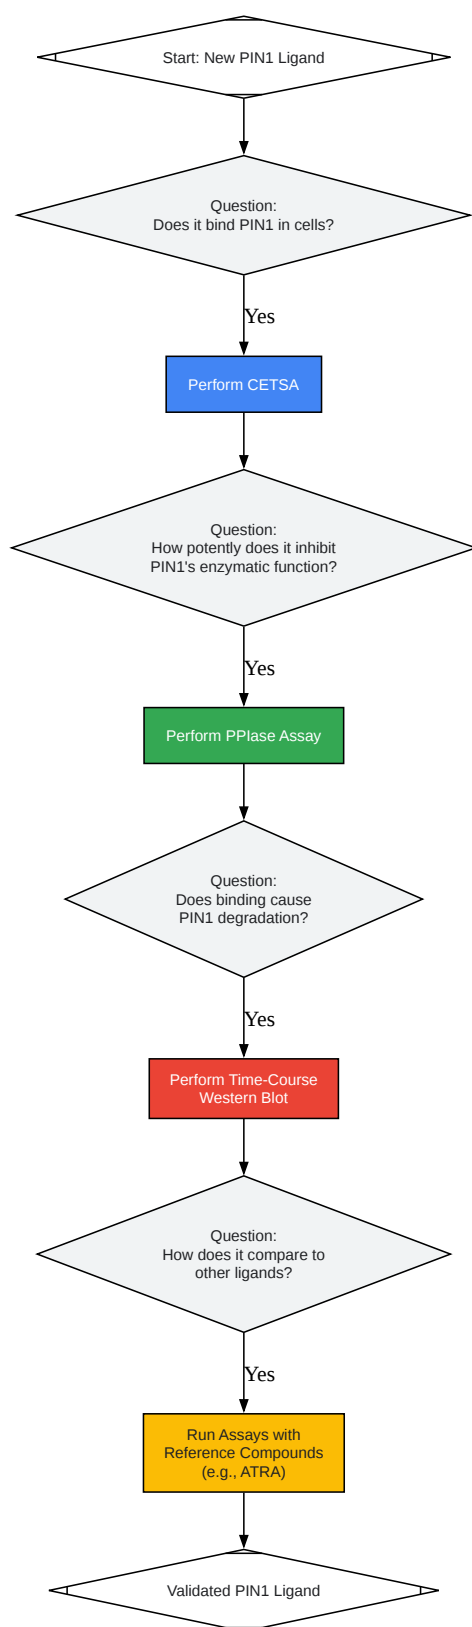 Start: New PIN1 Ligand
Question:
Does it bind PIN1 in cells?
Yes
Perform CETSA
Question:
How potently does it inhibit
PIN1's enzymatic function?
Yes
Perform PPIase Assay
Question:
Does binding cause
PIN1 degradation?
Yes
Perform Time-Course
Western Blot
Question:
How does it compare to
other ligands?
Yes
Run Assays with
Reference Compounds
(e.g., ATRA)
Validated PIN1 Ligand